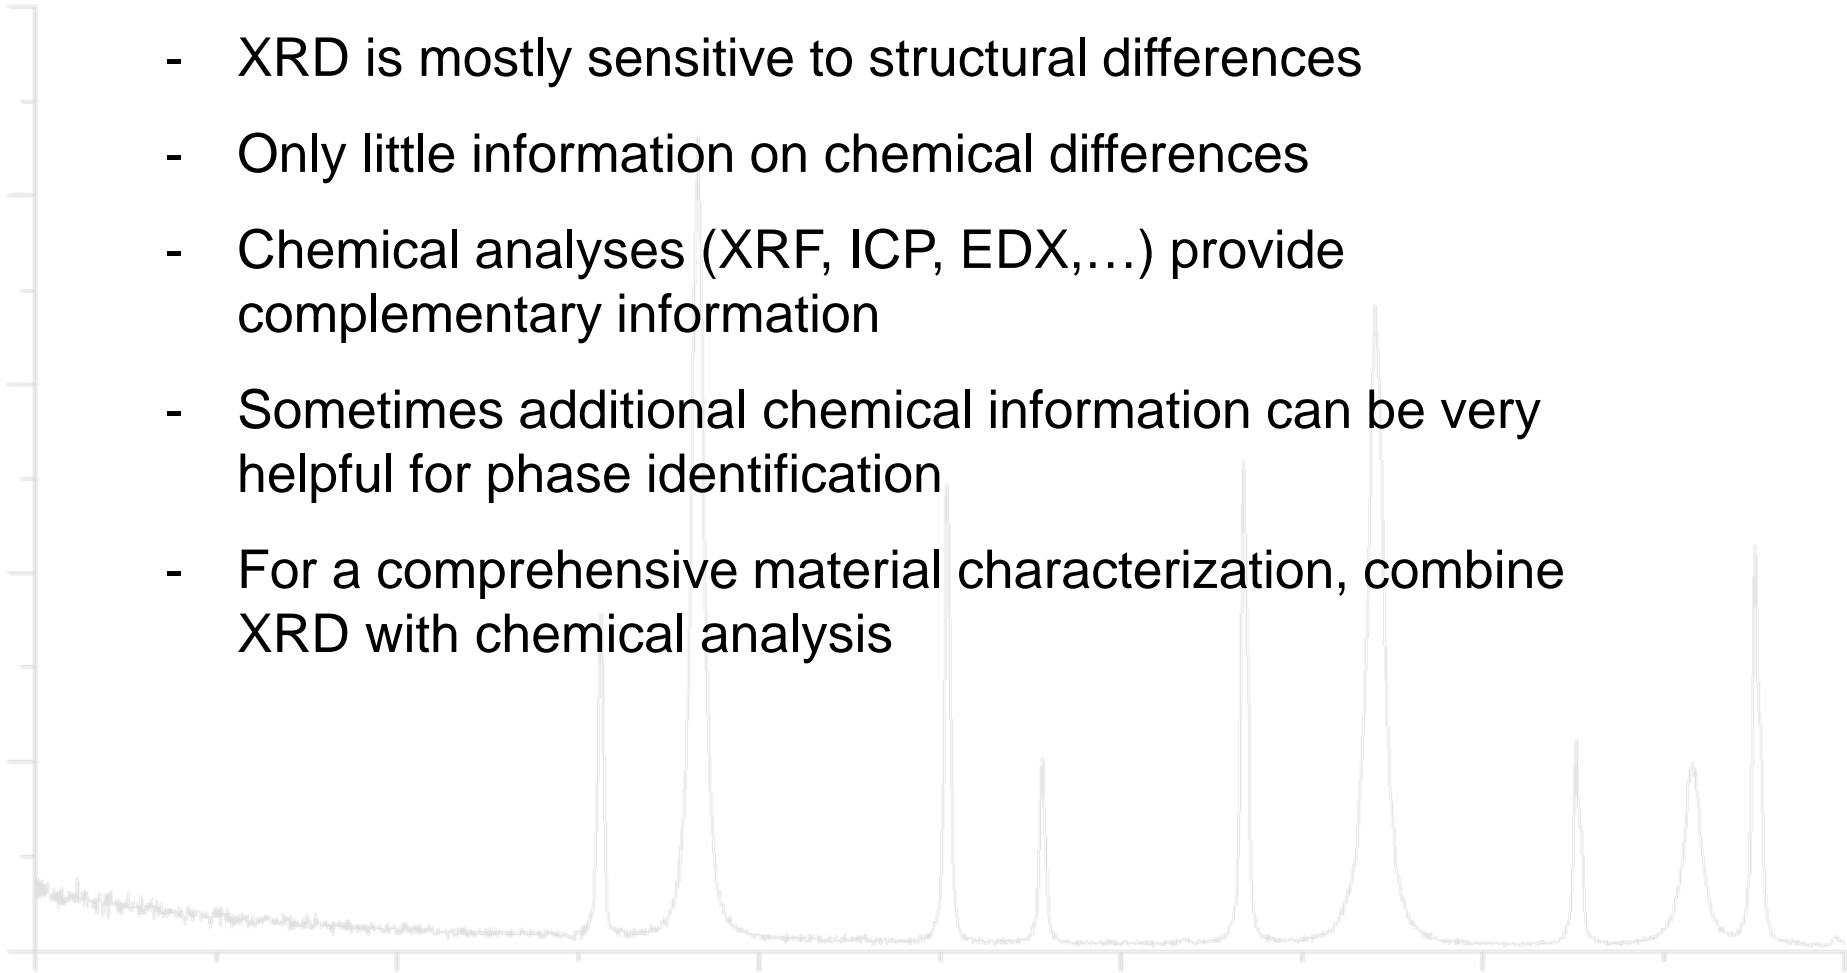 - XRD is mostly sensitive to structural differences
- Only little information on chemical differences
- Chemical analyses (XRF, ICP, EDX,…) provide
complementary information
- Sometimes additional chemical information can be very
helpful for phase identification
- For a comprehensive material characterization, combine
XRD with chemical analysis